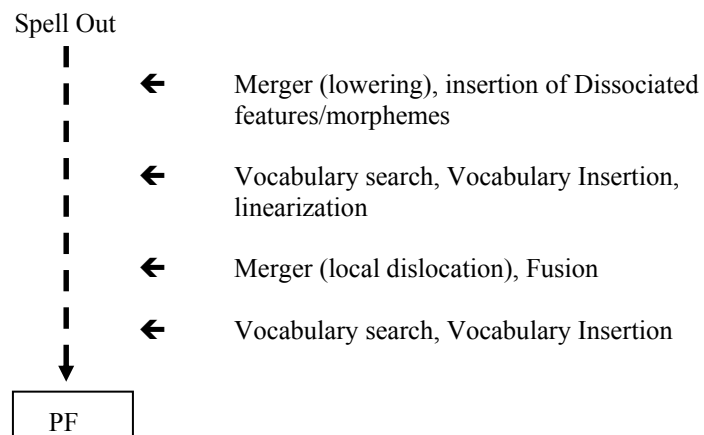 Spell Out
Merger (lowering), insertion of Dissociated
features/morphemes
Vocabulary search, Vocabulary Insertion,
linearization
Merger (local dislocation), Fusion
Vocabulary search, Vocabulary Insertion
PF